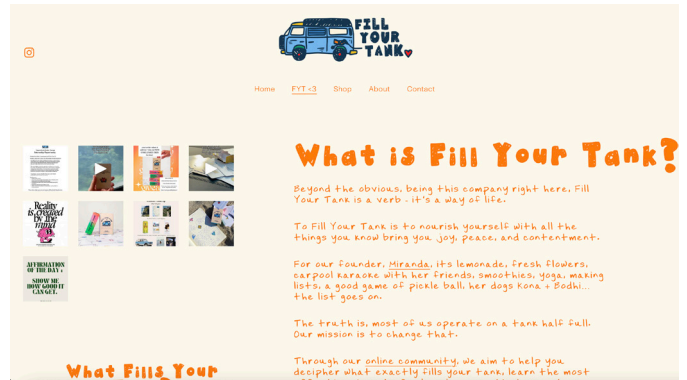 FILL
YOUR
TANK
Home FYT <3 Shop About Contact
Reality
is created
by the
mind
AFFIRMATION
OF THE DAY :
SHOW ME
HOW GOOD IT
CAN GET.
What Fills Your
What is Fill Your Tank?
Beyond the obvious, being this company right here, Fill
Your Tank is a verb - it's a way of life.
To Fill Your Tank is to nourish yourself with all the
things you know bring you joy, peace, and contentment.
For our founder, Miranda, its lemonade, fresh flowers,
carpool karaoke with her friends, smoothies, yoga, making
lists, a good game of pickle ball, her dogs Kona + Bodhi...
the list goes on.
The truth is, most of us operate on a tank half full.
Our mission is to change that.
Through our online community, we aim to help you
decipher what exactly fills your tank, learn the most